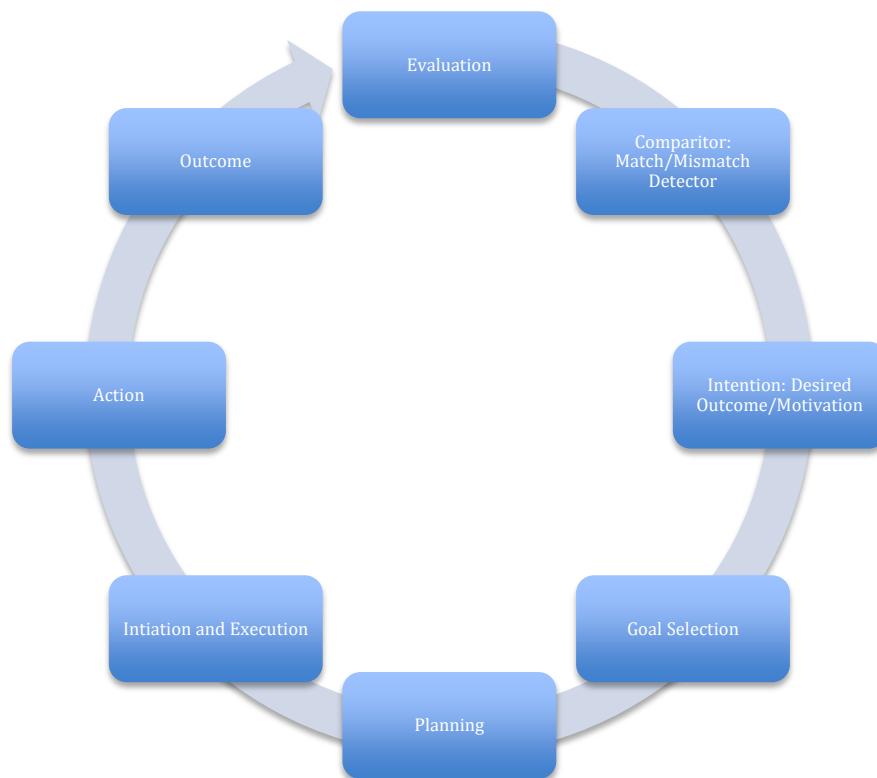 Evaluation
Comparitor:
Match/Mismatch
Detector
Intention: Desired
Outcome/Motivation
Goal Selection
Planning
Intiation and Execution
Action
Outcome